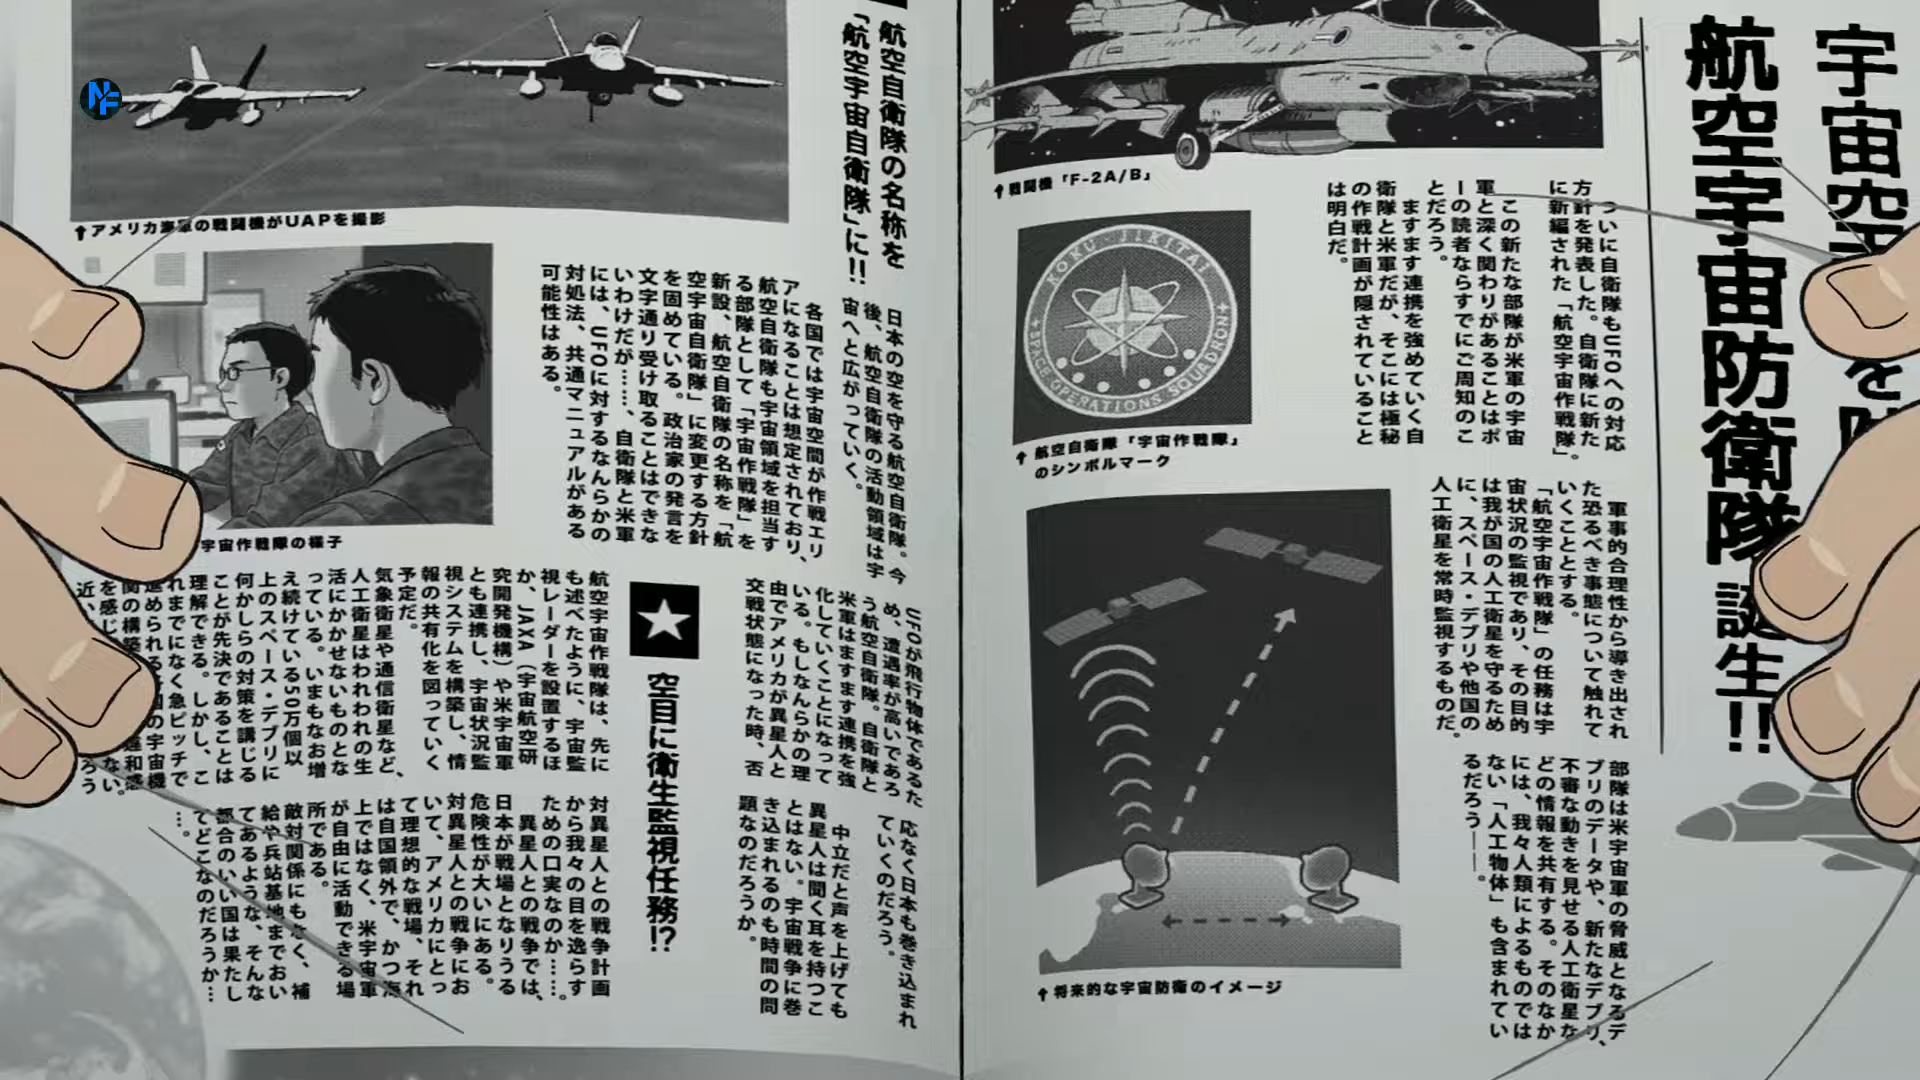 宇宙空
を防
航空宇宙防衛隊誕生!!
↑戦闘機「F-2A/B」
ついに自衛隊もUFOへの対応
方針を発表した。自衛隊に新た
に新編された「航空宇宙作戦隊」。
この新たな部隊が米軍の宇宙
軍と深く関わりがあることはポ
ーの読者ならすでにご周知のこ
とだろう。
ますます連携を強めていく自
衛隊と米軍だが、そこには極秘
の作戦計画が隠されていること
は明白だ。
KOKU-JIKITAI
SPACE OPERATIONS SQUADRON
↑航空自衛隊「宇宙作戦隊」
のシンボルマーク
軍事的合理性から導き出され
た恐るべき事態について触れて
いくこととする。
「航空宇宙作戦隊」の任務は宇
宙状況の監視であり、その目的
は我が国の人工衛星を守るため
に、スペース・デブリや他国の
人工衛星を常時監視するものだ。
部隊は米宇宙軍の脅威となるデ
ブリのデータや、新たなデブリ、
不審な動きを見せる人工衛星な
どの情報を共有する。そのなか
には、我々人類によるものでは
ない「人工物体」も含まれてい
るだろう――。
↑将来的な宇宙防衛のイメージ
NF
↑アメリカ海軍の戦闘機がUAPを撮影
航空自衛隊の名称を
「航空宇宙自衛隊」に!!
日本の空を守る航空自衛隊。今
後、航空自衛隊の活動領域は宇
宙へと広がっていく。
各国では宇宙空間が作戦エリ
アになることは想定されており、
航空自衛隊も宇宙領域を担当す
る部隊として「宇宙作戦隊」を
新設、航空自衛隊の名称を「航
空宇宙自衛隊」に変更する方針
を固めている。政治家の発言を
文字通り受け取ることはできな
いわけだが……、自衛隊と米軍
には、UFOに対するなんらかの
対処法、共通マニュアルがある
可能性はある。
宇宙作戦隊の様子
UFOが飛行物体であるた
め、遭遇率が高いであろ
う航空自衛隊。自衛隊と
米軍はますます連携を強
化していくことになって
いる。もしなんらかの理
由でアメリカが異星人と
交戦状態になった時、否
応なく日本も巻き込まれ
ていくのだろう。
中立だと声を上げても
異星人は聞く耳を持つこ
とはない。宇宙戦争に巻
き込まれるのも時間の問
題なのだろうか。
★
空自に衛生監視任務!?
航空宇宙作戦隊は、先に
も述べたように、宇宙監
視レーダーを設置するほ
か、JAXA(宇宙航空研
究開発機構)や米宇宙軍
とも連携し、宇宙状況監
視システムを構築し、情
報の共有化を図っていく
予定だ。
気象衛星や通信衛星など、
人工衛星はわれわれの生
活にかかせないものとな
っている。いまもなお増
え続けている50万個以
上のスペース・デブリに
何かしらの対策を講じる
ことが先決であることは
理解できる。しかし、こ
れまでになく急ピッチで
進められる国の宇宙機
関の構築違和感
を感じない。
近いろう
対異星人との戦争計画
から我々の目を逸らす
ための口実なのか……。
異星人との戦争では、
日本が戦場となりうる
危険性が大いにある。
対異星人との戦争にお
いて、アメリカにとっ
て理想的な戦場、それ
は自国領外で、かつ海
上ではなく、米宇宙軍
が自由に活動できる場
所である。
敵対関係にもなく、補
給や兵站基地までおい
てあるような、そんな
都合のいい国は果たし
てどこなのだろうか…
…。